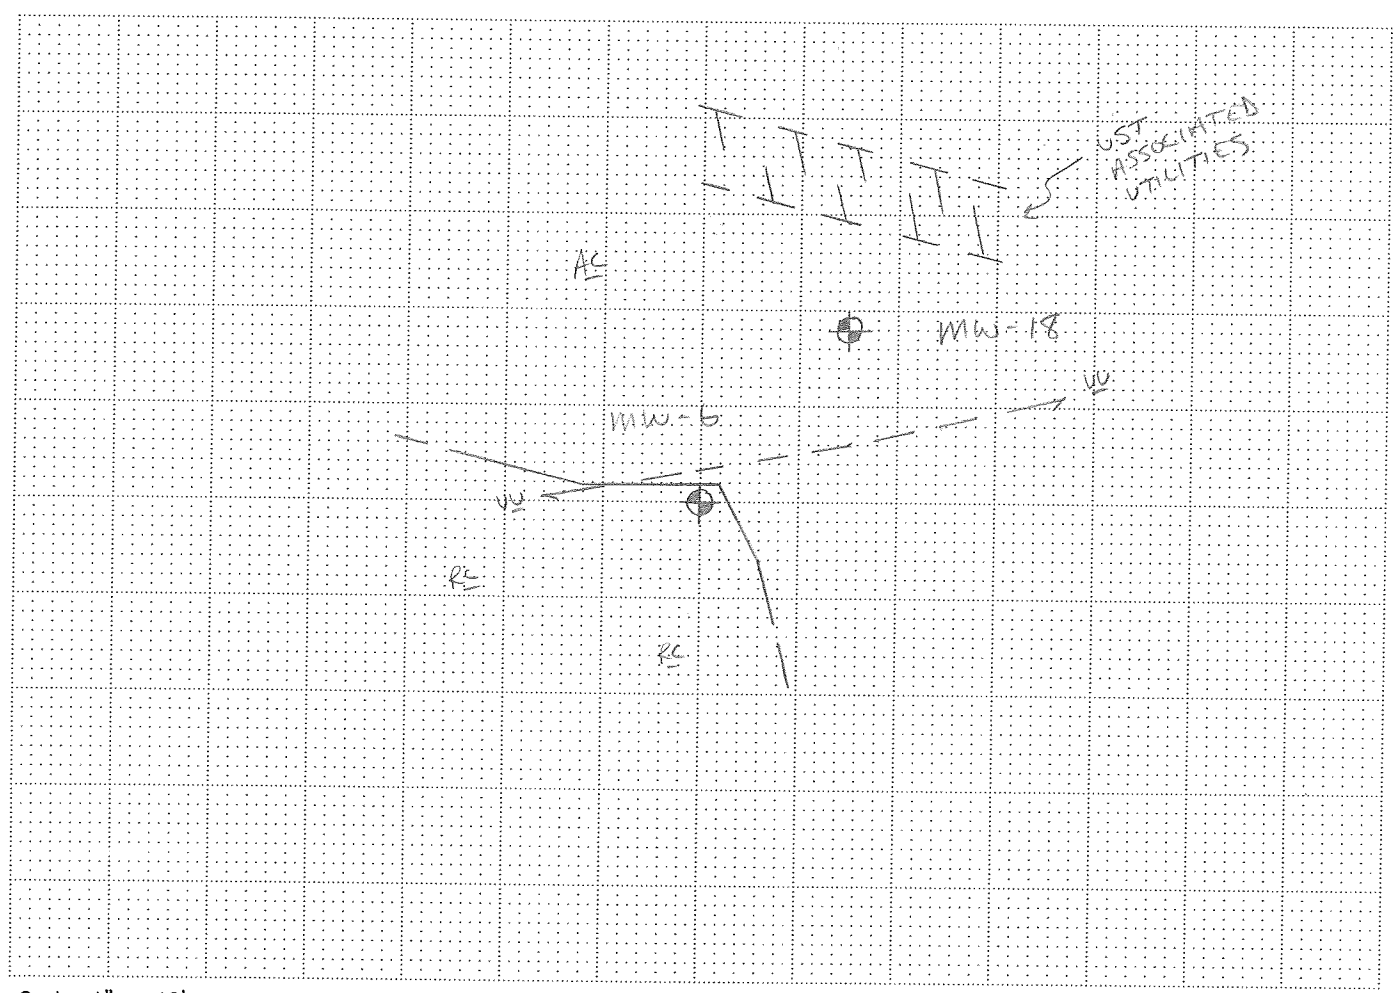 UST
ASSOCIATED
UTILITIES
AC
MW-18
UU
MW-6
UU
RC
RC